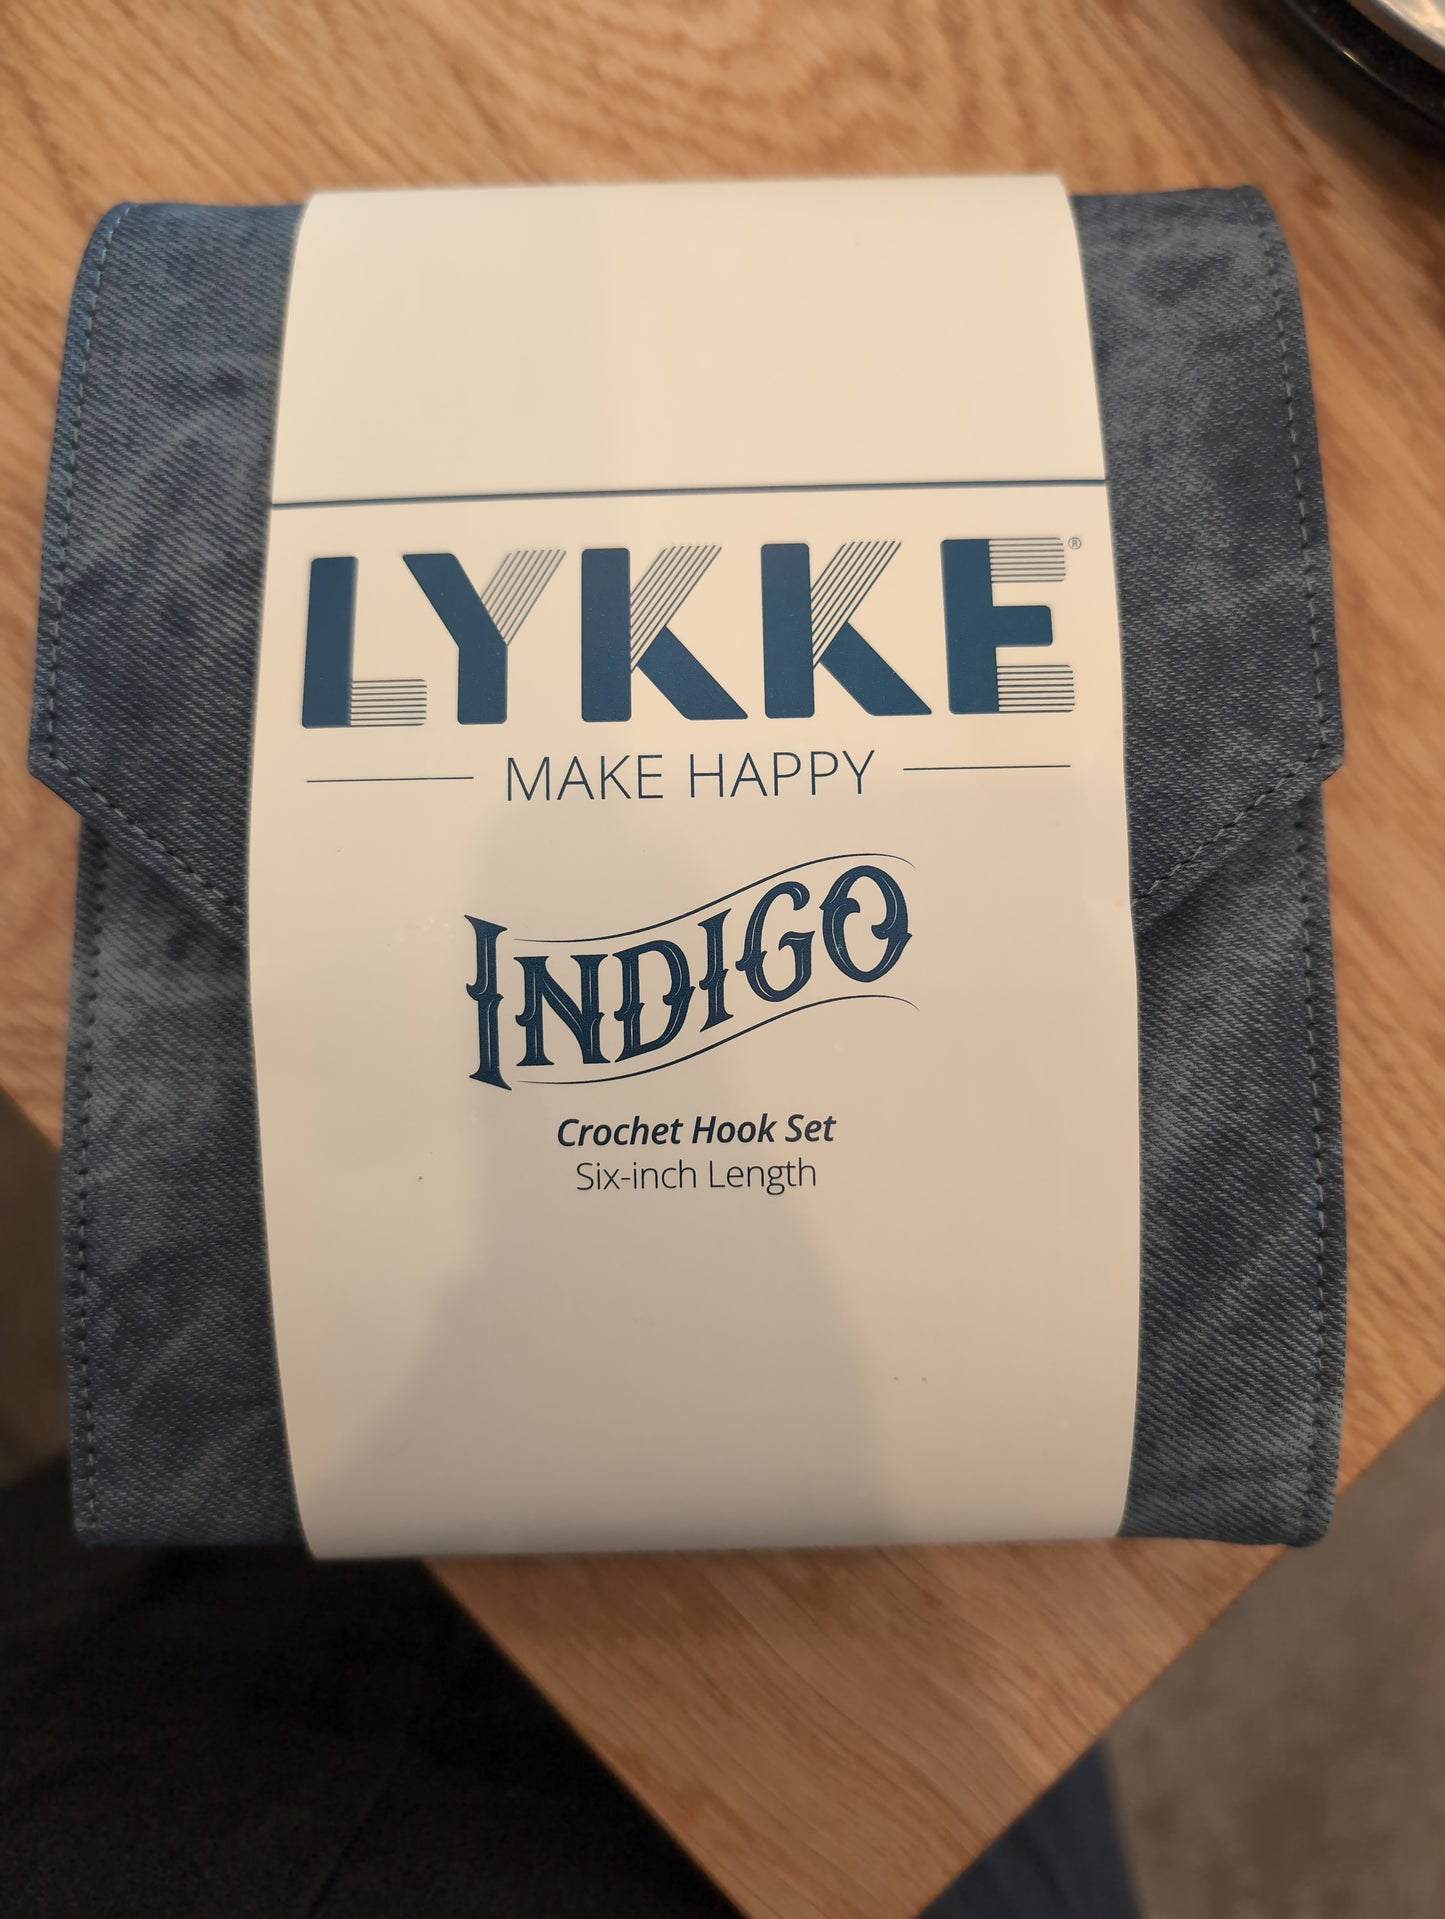 LYKKE®
MAKE HAPPY
INDIGO
Crochet Hook Set
Six-inch Length